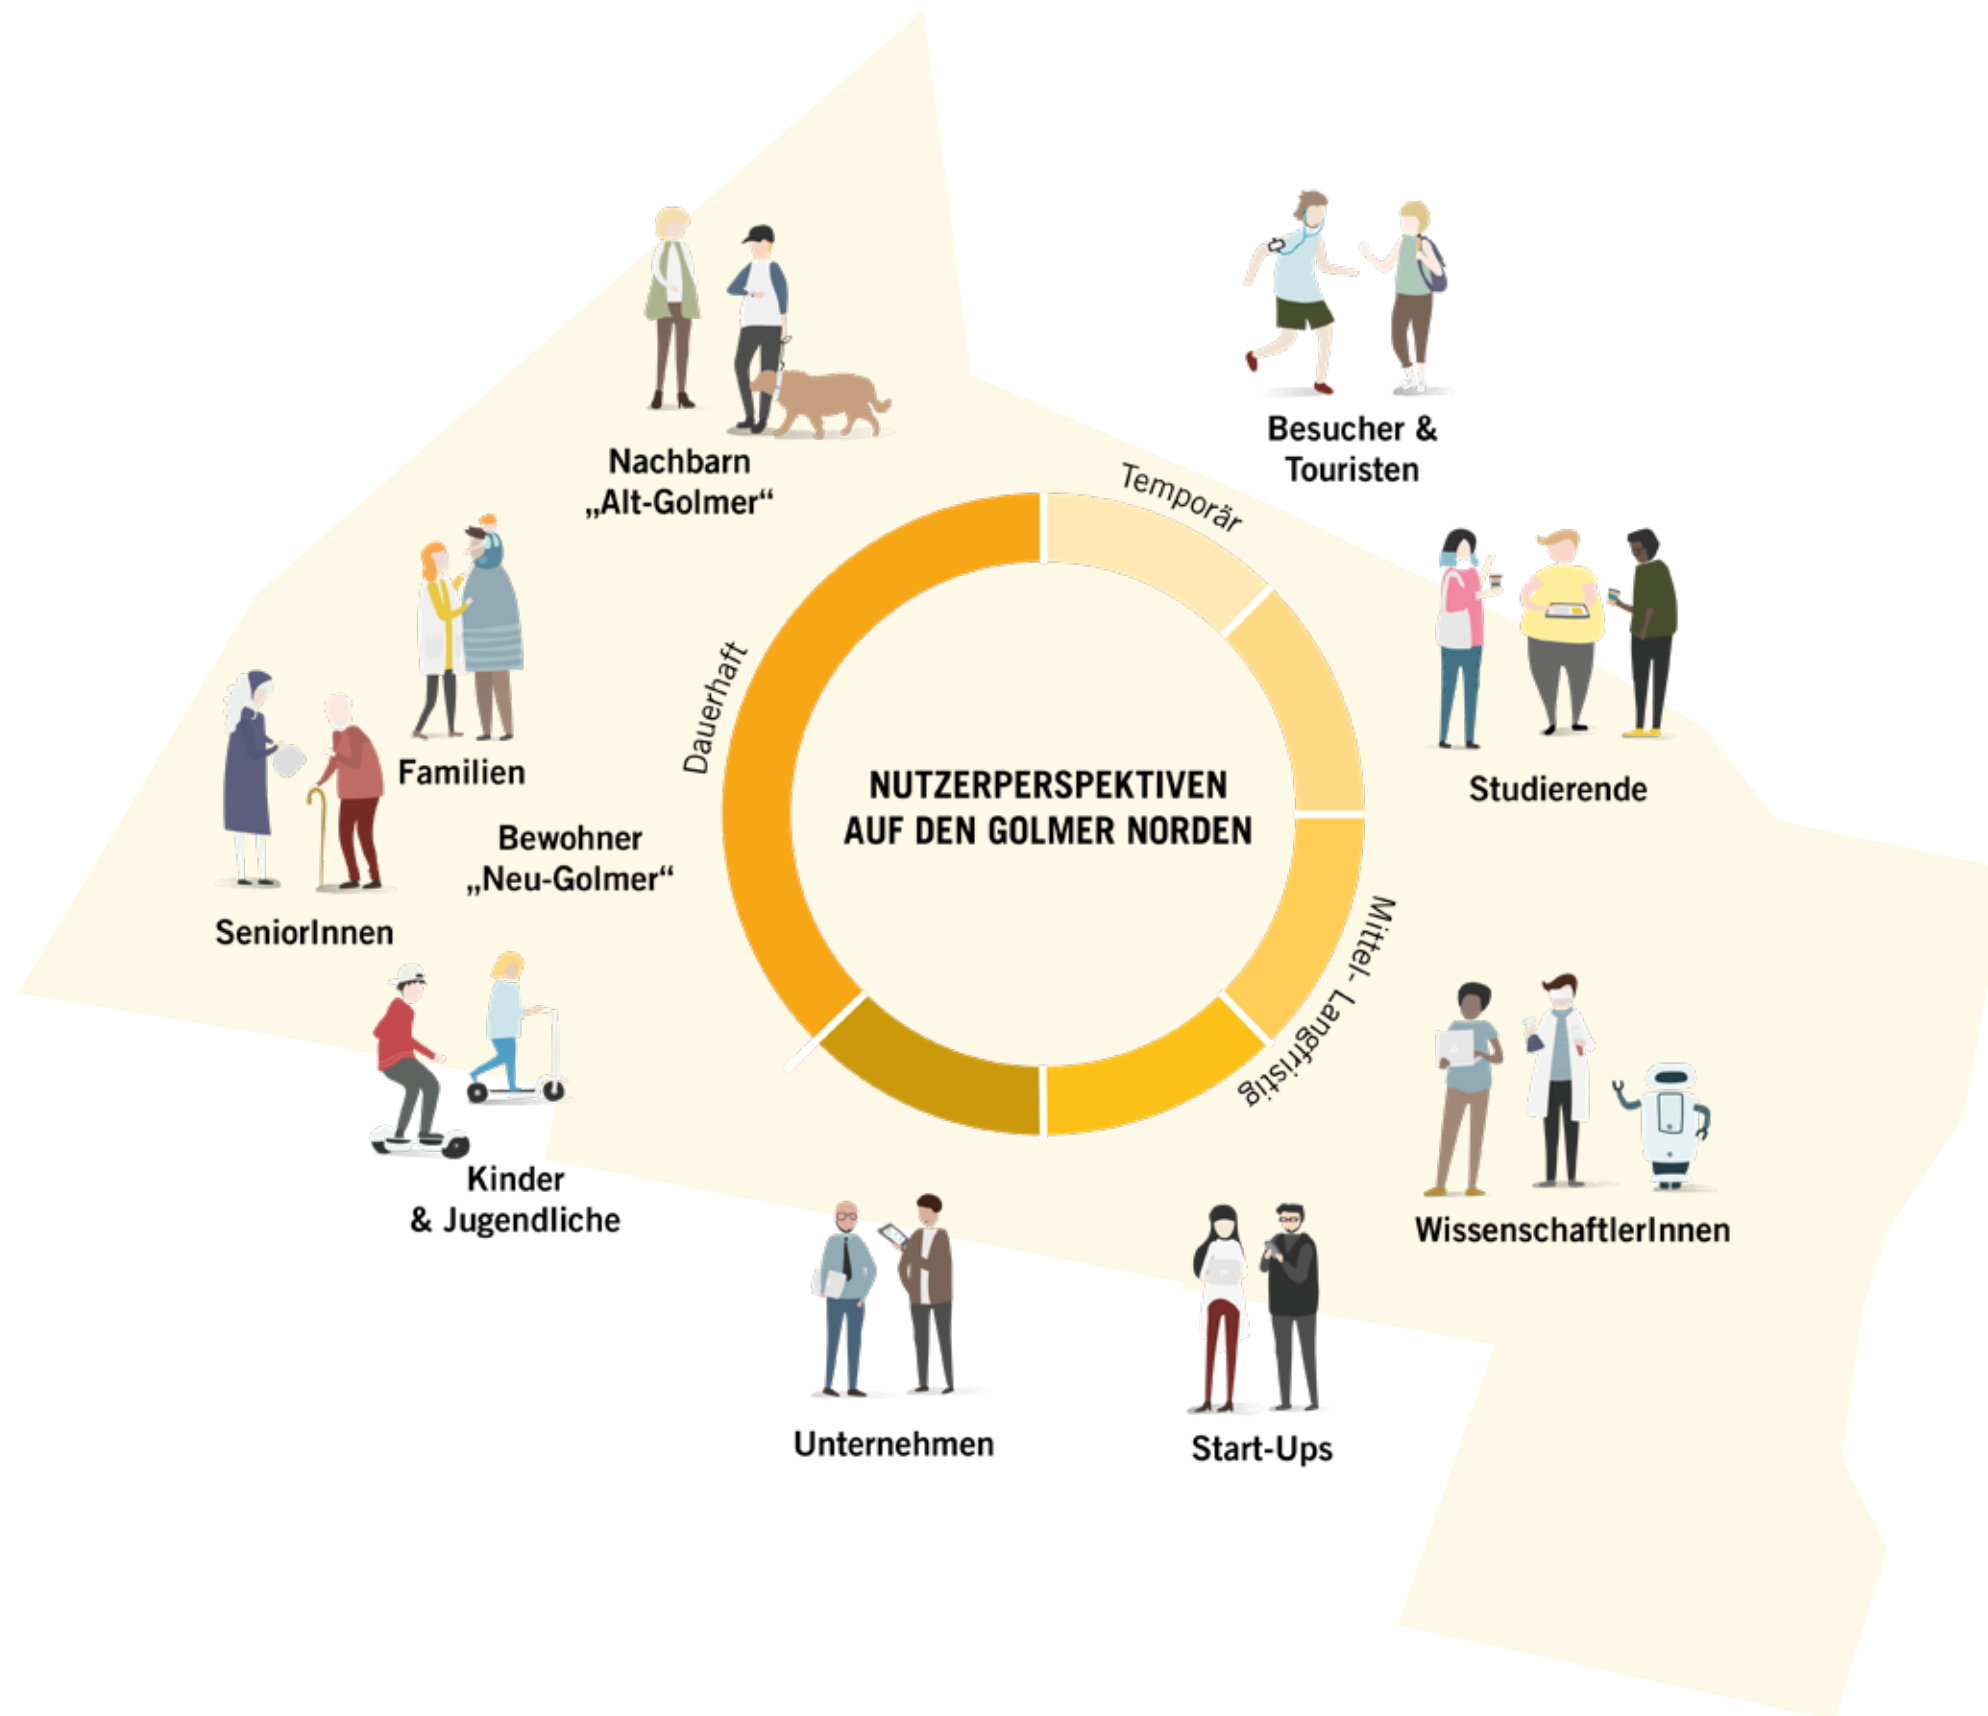 Nachbarn
„Alt-Golmer“
Besucher &
Touristen
Temporär
Studierende
Dauerhaft
Familien
NUTZERPERSPEKTIVEN
AUF DEN GOLMER NORDEN
Bewohner
„Neu-Golmer“
SeniorInnen
Mittel- Langfristig
Kinder
& Jugendliche
WissenschaftlerInnen
Unternehmen
Start-Ups